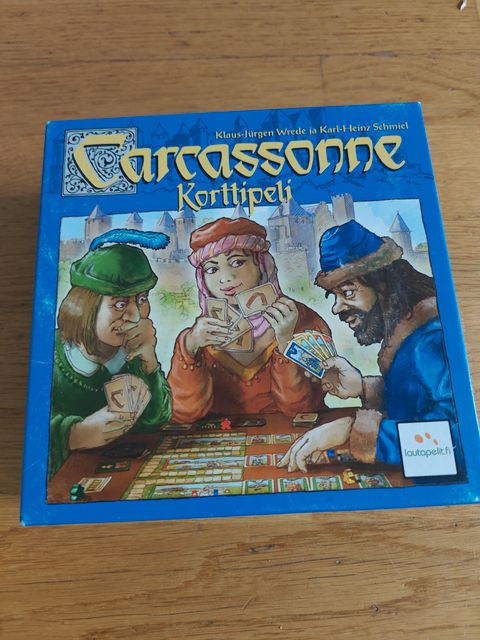 Klaus-Jürgen Wrede ja Karl-Heinz Schmiel
Carcassonne
Korttipeli
lautapelit.fi